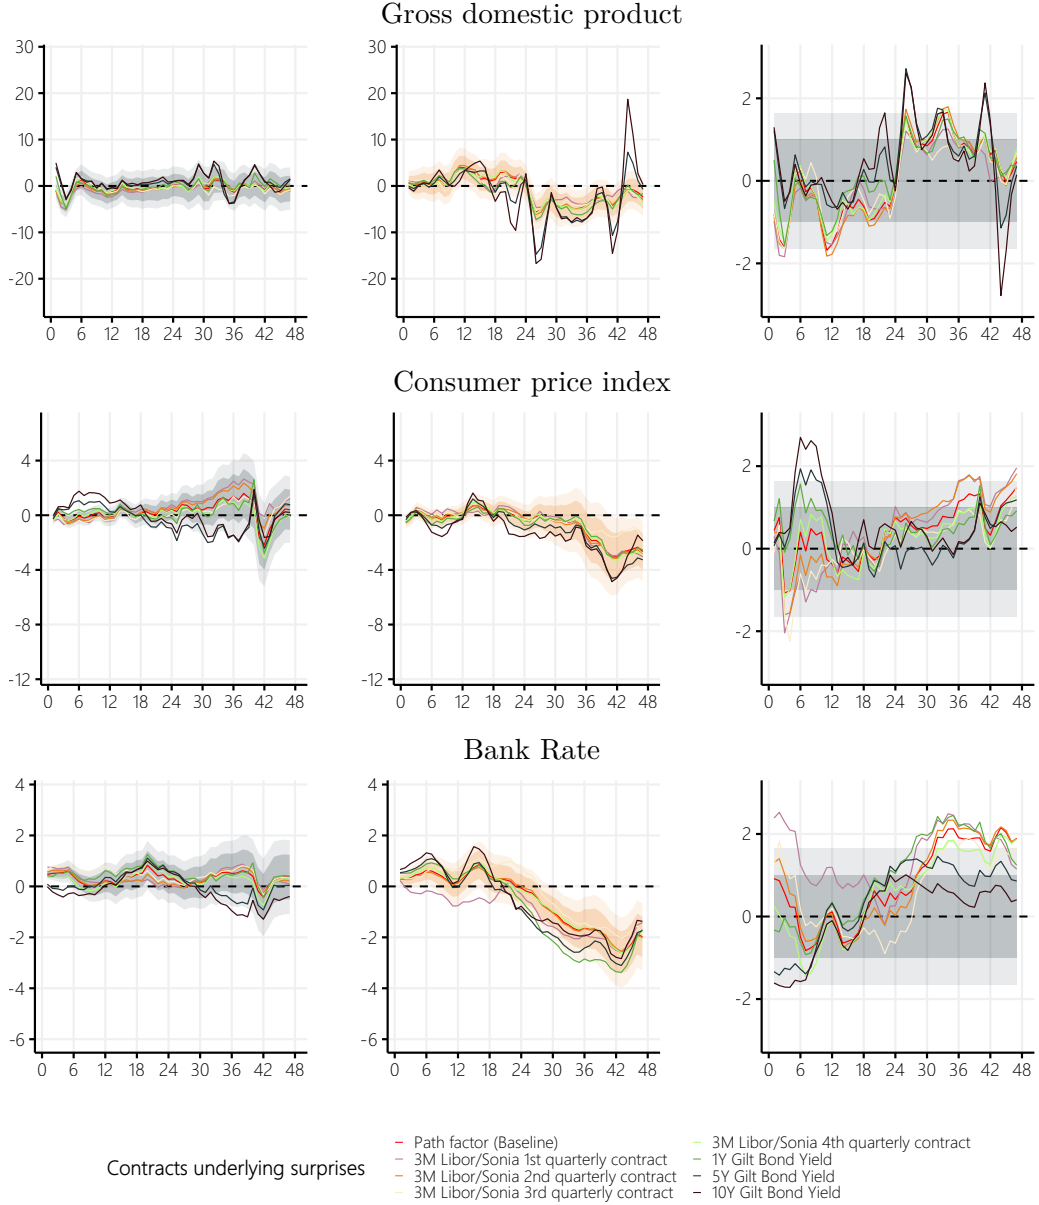 Gross domestic product
30
20
10
0
-10
-20
0 6 12 18 24 30 36 42 48
30
20
10
0
-10
-20
0 6 12 18 24 30 36 42 48
2
0
-2
0 6 12 18 24 30 36 42 48
Consumer price index
4
0
-4
-8
-12
0 6 12 18 24 30 36 42 48
4
0
-4
-8
-12
0 6 12 18 24 30 36 42 48
2
0
-2
0 6 12 18 24 30 36 42 48
Bank Rate
4
2
0
-2
-4
-6
0 6 12 18 24 30 36 42 48
4
2
0
-2
-4
-6
0 6 12 18 24 30 36 42 48
2
0
-2
0 6 12 18 24 30 36 42 48
Contracts underlying surprises
Path factor (Baseline)
3M Libor/Sonia 1st quarterly contract
3M Libor/Sonia 2nd quarterly contract
3M Libor/Sonia 3rd quarterly contract
3M Libor/Sonia 4th quarterly contract
1Y Gilt Bond Yield
5Y Gilt Bond Yield
10Y Gilt Bond Yield